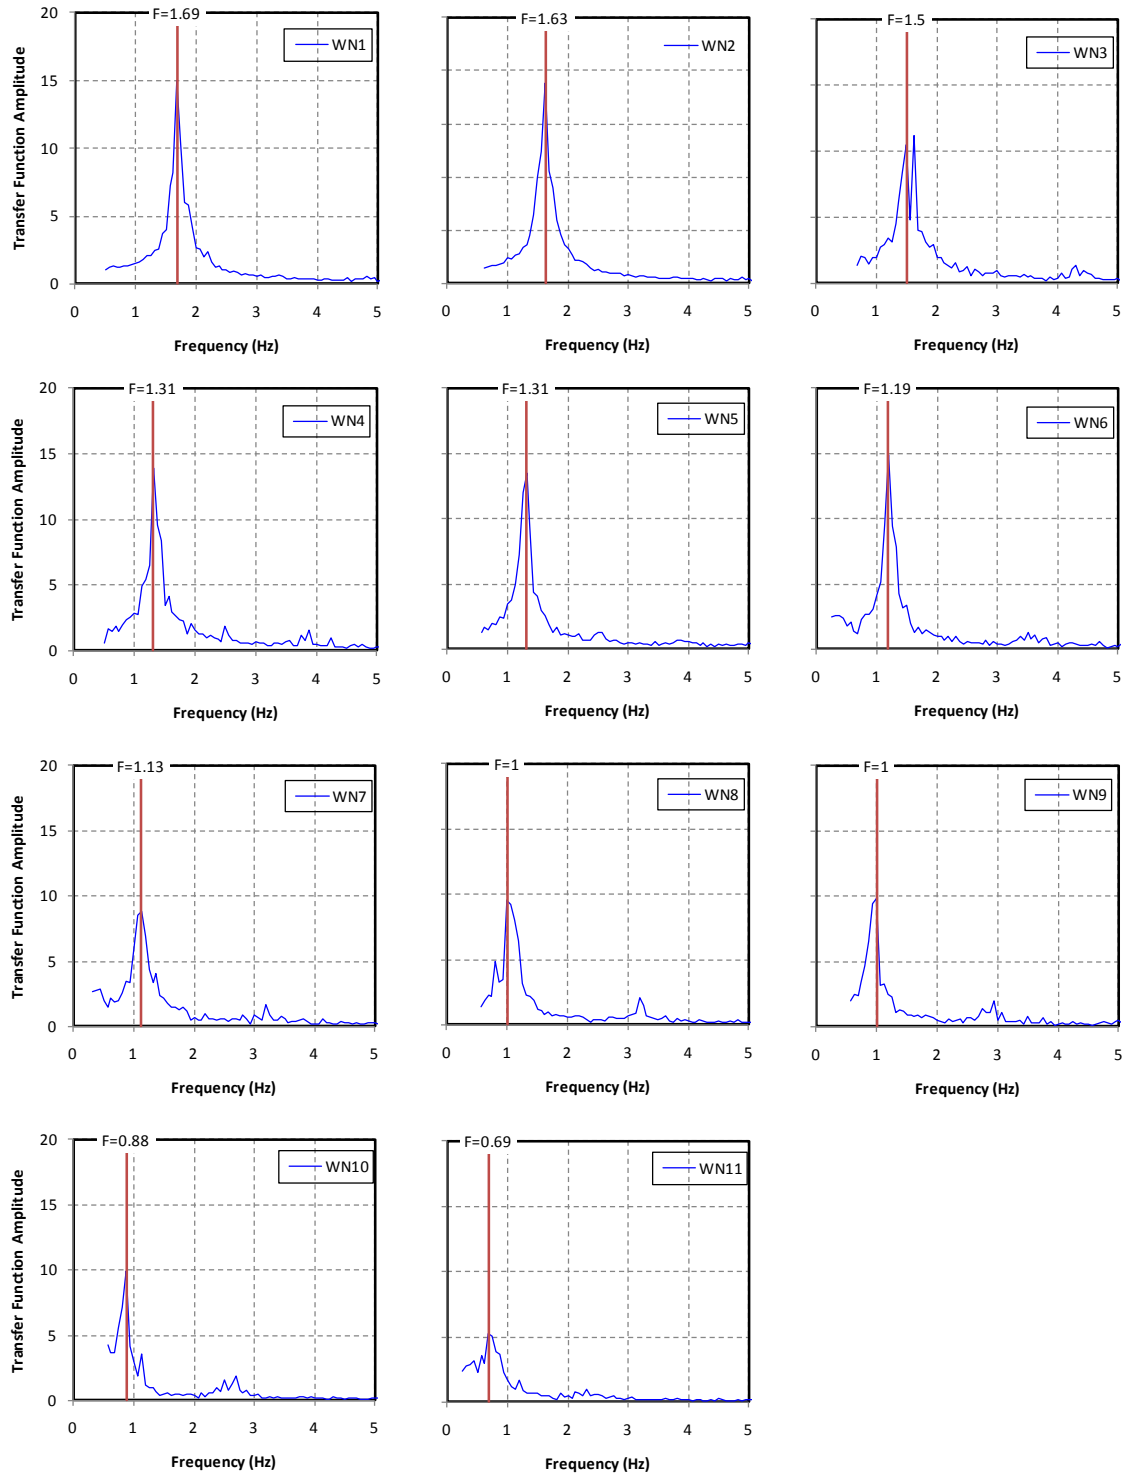 F=1.69
F=1.63
F=1.5
20
15
10
5
0
Transfer Function Amplitude
WN1
WN2
WN3
0 1 2 3 4 5
0 1 2 3 4 5
0 1 2 3 4 5
Frequency (Hz)
Frequency (Hz)
Frequency (Hz)
F=1.31
F=1.31
F=1.19
20
15
10
5
0
Transfer Function Amplitude
WN4
WN5
WN6
0 1 2 3 4 5
0 1 2 3 4 5
0 1 2 3 4 5
Frequency (Hz)
Frequency (Hz)
Frequency (Hz)
F=1.13
F=1
F=1
20
15
10
5
0
Transfer Function Amplitude
WN7
WN8
WN9
0 1 2 3 4 5
0 1 2 3 4 5
0 1 2 3 4 5
Frequency (Hz)
Frequency (Hz)
Frequency (Hz)
F=0.88
F=0.69
20
15
10
5
0
Transfer Function Amplitude
WN10
WN11
0 1 2 3 4 5
0 1 2 3 4 5
Frequency (Hz)
Frequency (Hz)